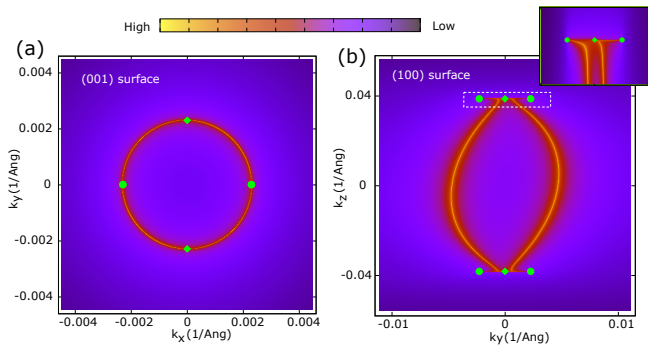 High
Low
(a)
(001) surface
0.004
0.002
0
-0.002
-0.004
ky(1/Ang)
-0.004
-0.002
0
0.002
0.004
kx(1/Ang)
(b)
(100) surface
0.04
0
-0.04
kz(1/Ang)
-0.01
0
0.01
ky(1/Ang)